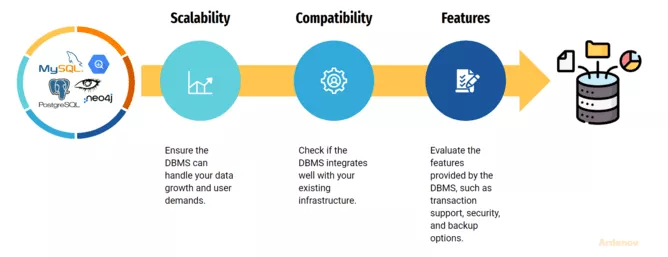 Scalability
Compatibility
Features
MySQL
PostgreSQL
neo4j
Ensure the
DBMS can
handle your data
growth and user
demands.
Check if the
DBMS integrates
well with your
existing
infrastructure.
Evaluate the
features
provided by the
DBMS, such as
transaction
support, security,
and backup
options.